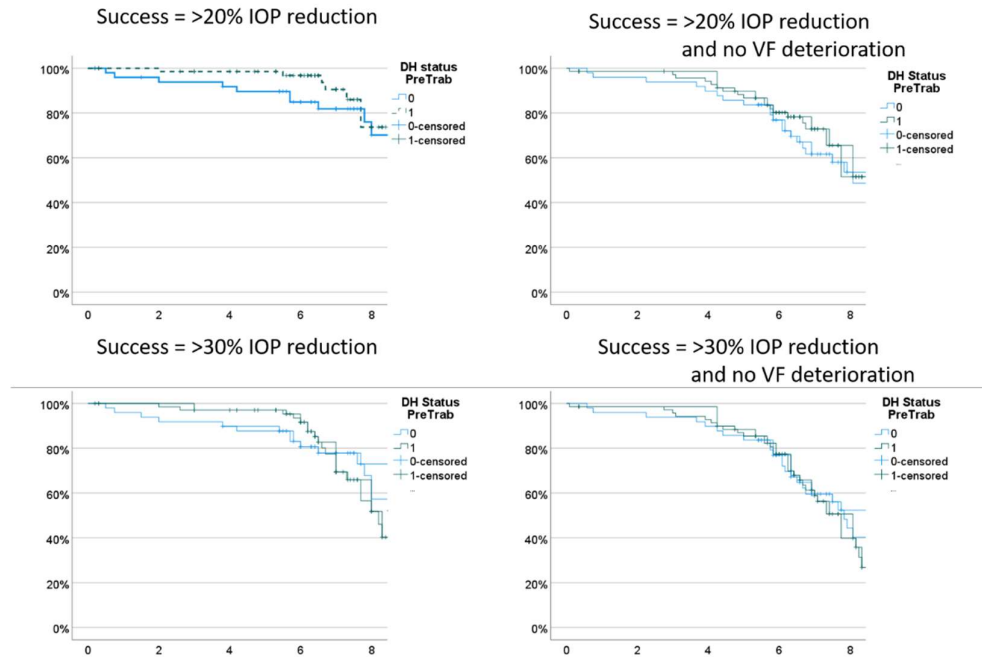 Success = >20% IOP reduction
100%
80%
60%
40%
20%
0%
0 2 4 6 8
DH status
PreTrab
0
1
0-censored
1-censored
Success = >20% IOP reduction
and no VF deterioration
100%
80%
60%
40%
20%
0%
0 2 4 6 8
DH Status
PreTrab
0
1
0-censored
1-censored
...
Success = >30% IOP reduction
100%
80%
60%
40%
20%
0%
0 2 4 6 8
DH Status
PreTrab
0
1
0-censored
1-censored
...
Success = >30% IOP reduction
and no VF deterioration
100%
80%
60%
40%
20%
0%
0 2 4 6 8
DH Status
PreTrab
0
1
0-censored
1-censored
...